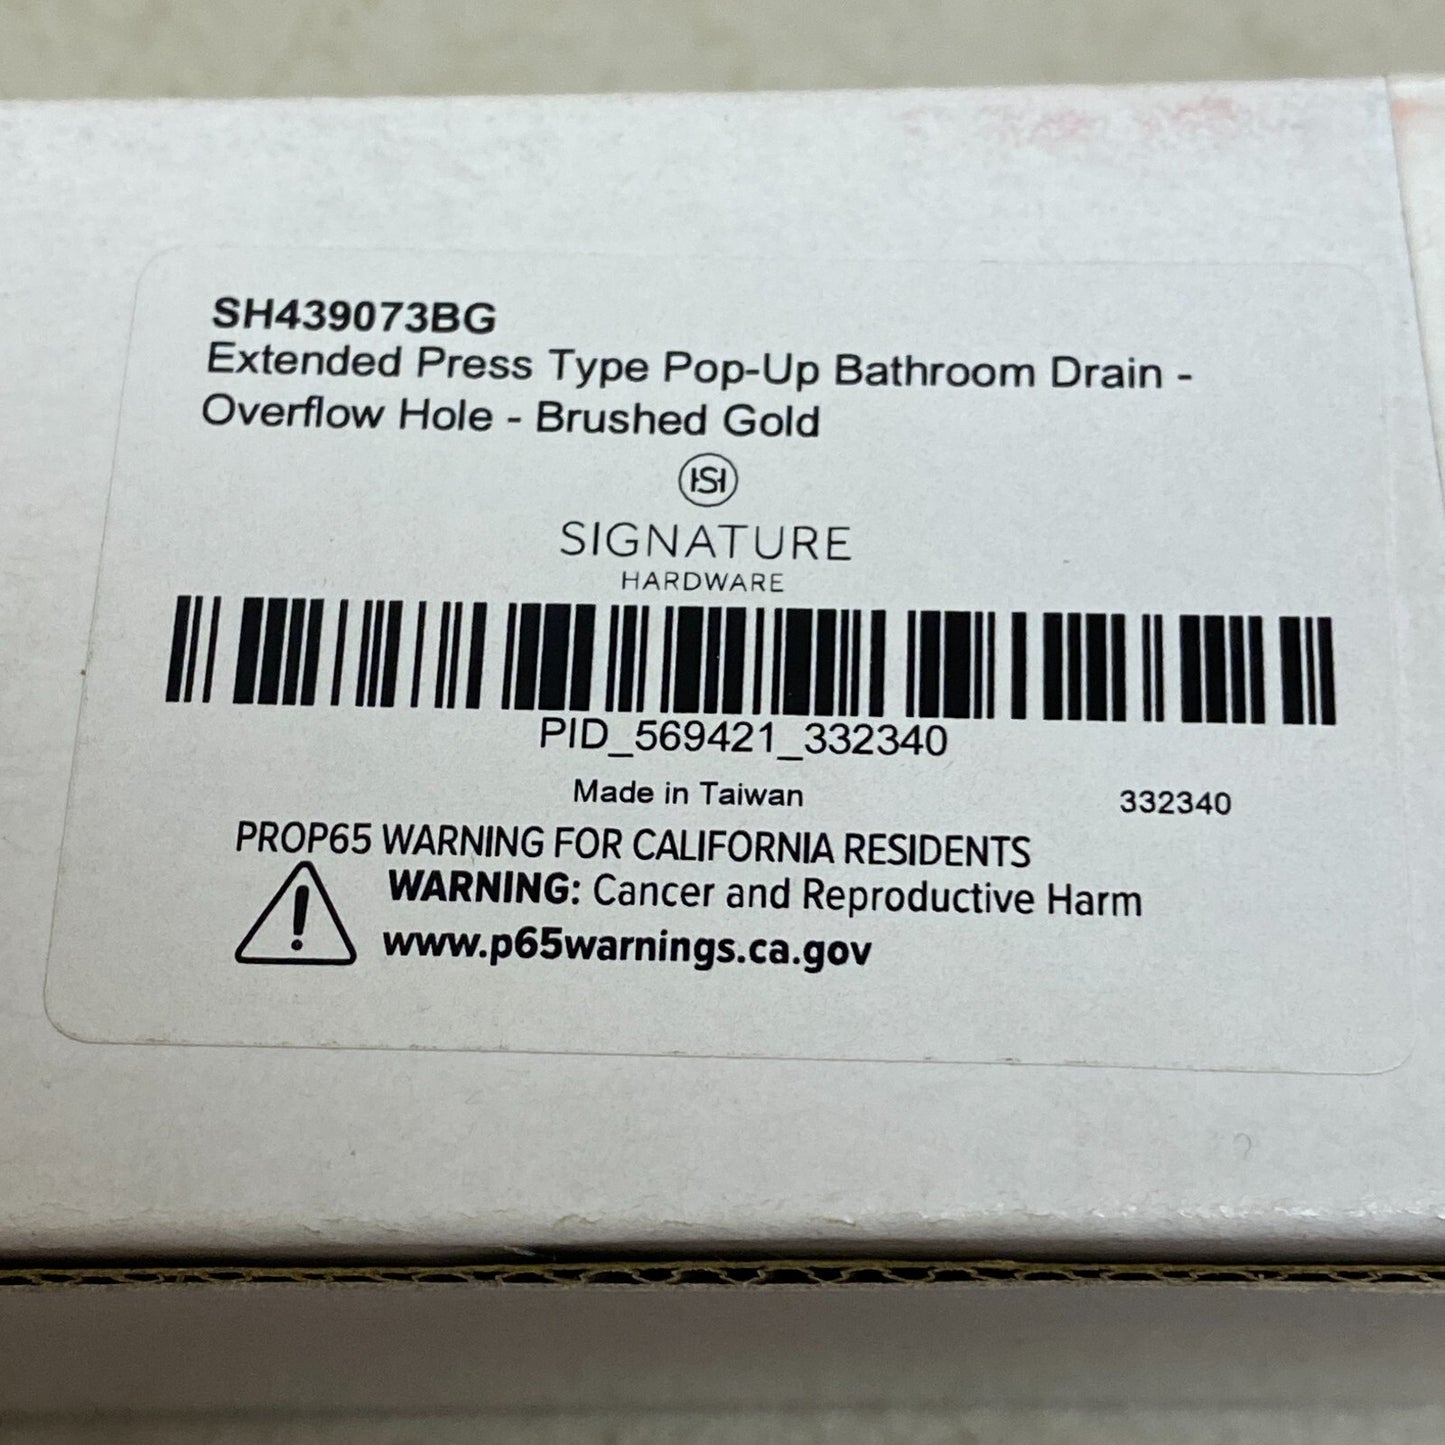 SH439073BG
Extended Press Type Pop-Up Bathroom Drain -
Overflow Hole - Brushed Gold
SH
SIGNATURE
HARDWARE
PID_569421_332340
Made in Taiwan
332340
PROP65 WARNING FOR CALIFORNIA RESIDENTS
WARNING: Cancer and Reproductive Harm
www.p65warnings.ca.gov